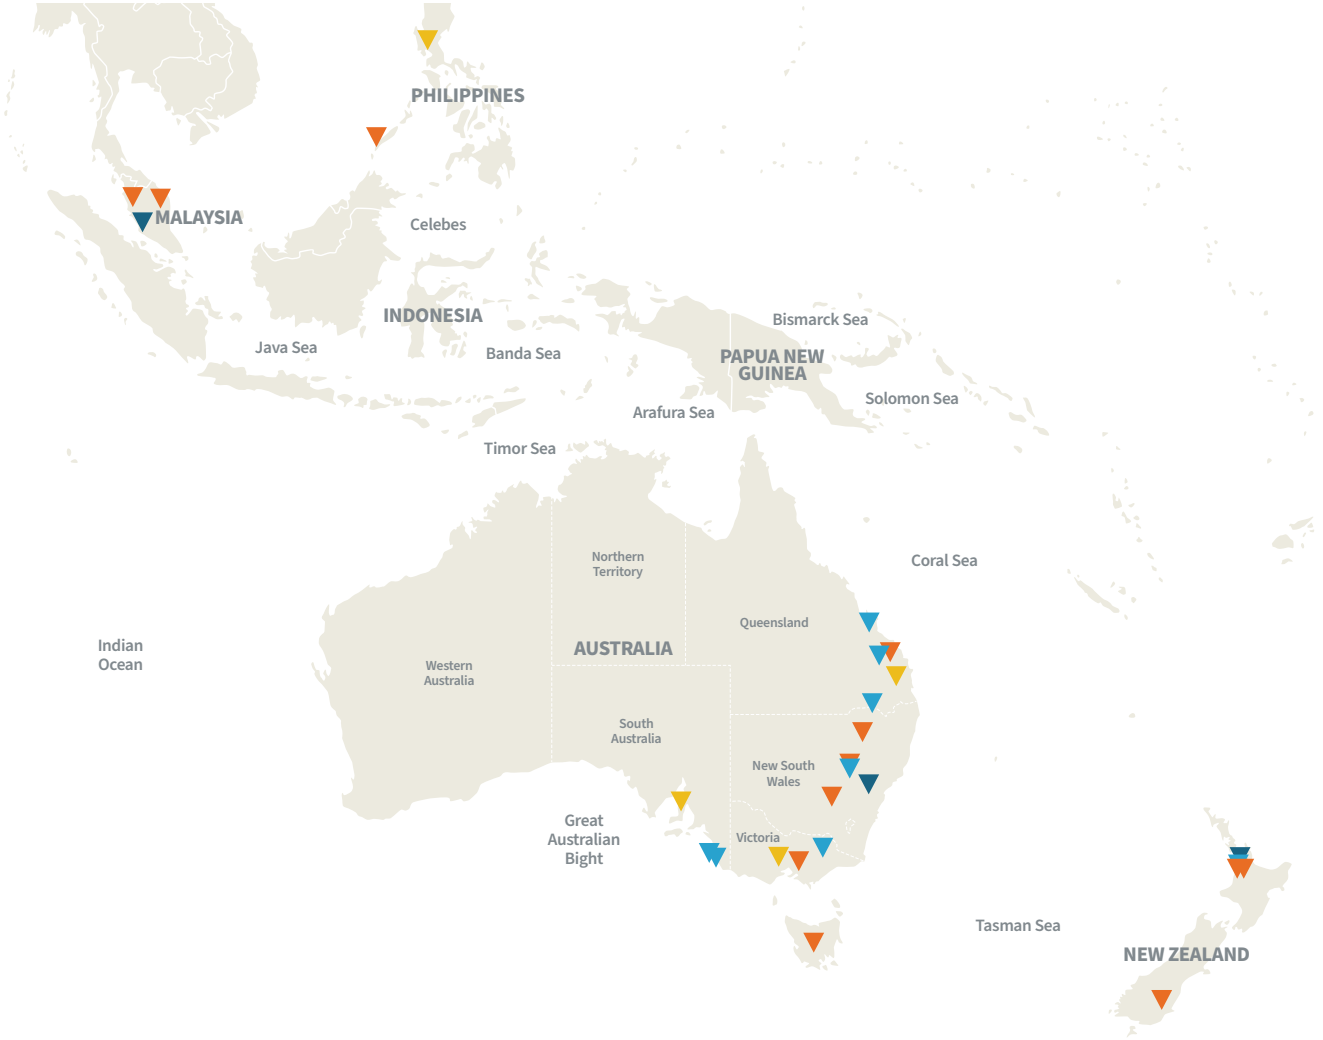 PHILIPPINES
MALAYSIA
Celebes
INDONESIA
Bismarck Sea
Java Sea
Banda Sea
PAPUA NEW
GUINEA
Solomon Sea
Arafura Sea
Timor Sea
Northern
Territory
Coral Sea
Queensland
Indian
Ocean
AUSTRALIA
Western
Australia
South
Australia
New South
Wales
Great
Australian
Bight
Victoria
Tasman Sea
NEW ZEALAND